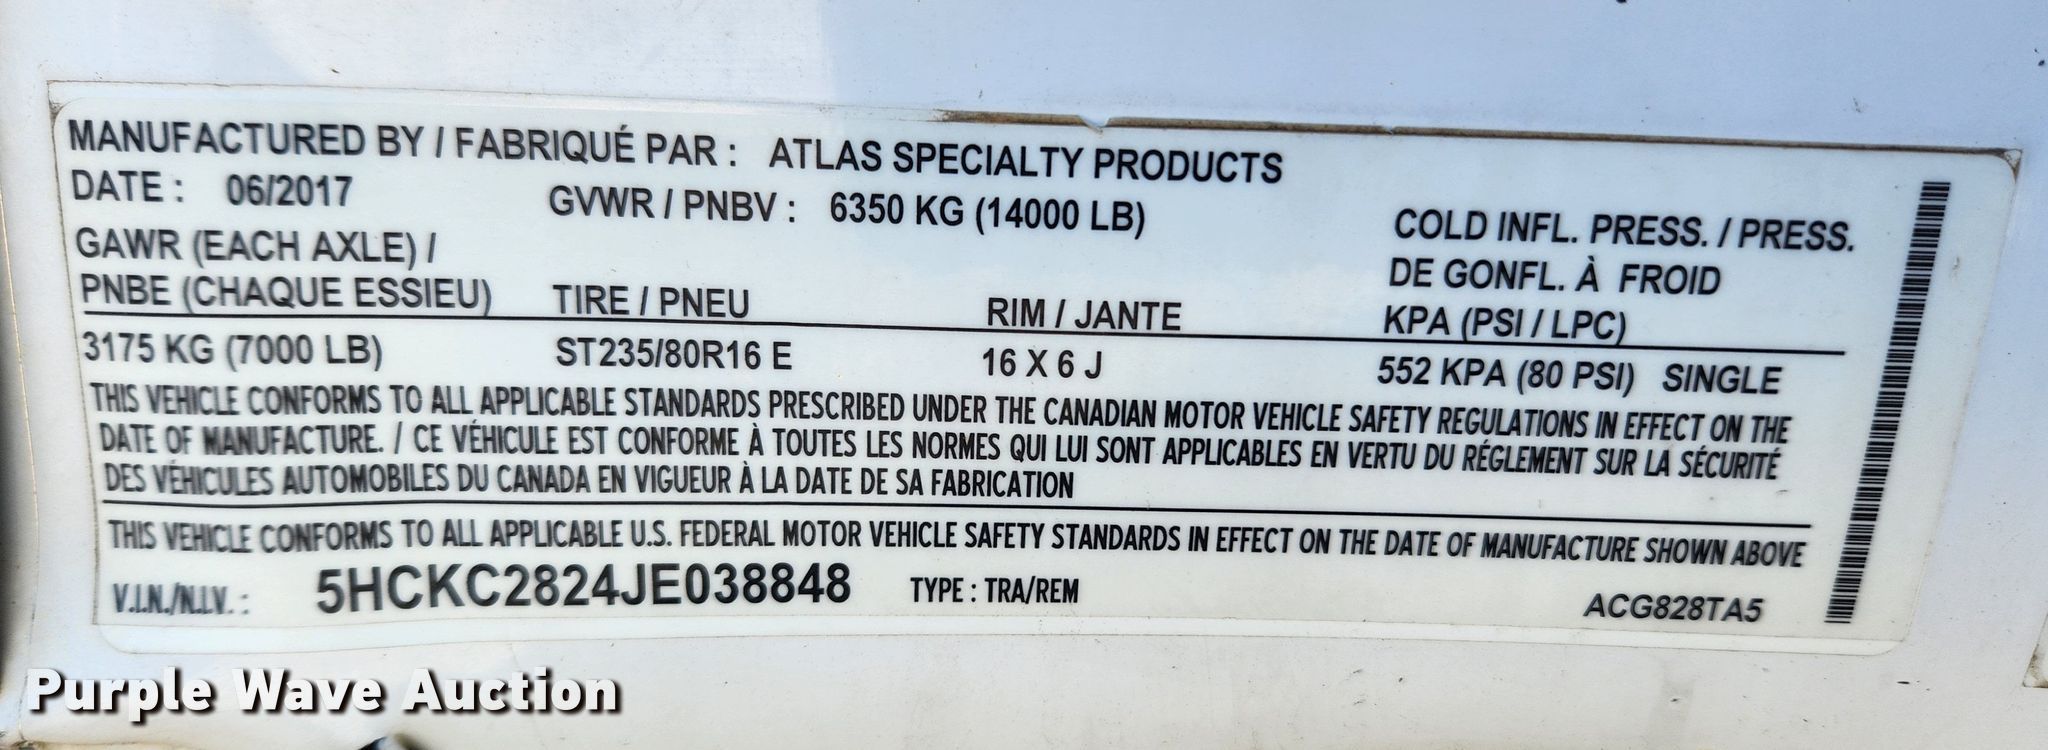 MANUFACTURED BY / FABRIQUÉ PAR : ATLAS SPECIALTY PRODUCTS
DATE : 06/2017 GVWR / PNBV : 6350 KG (14000 LB)
GAWR (EACH AXLE) /
PNBE (CHAQUE ESSIEU) TIRE / PNEU RIM / JANTE COLD INFL. PRESS. / PRESS.
DE GONFL. À FROID
KPA (PSI / LPC)
3175 KG (7000 LB) ST235/80R16 E 16 X 6 J 552 KPA (80 PSI) SINGLE
THIS VEHICLE CONFORMS TO ALL APPLICABLE STANDARDS PRESCRIBED UNDER THE CANADIAN MOTOR VEHICLE SAFETY REGULATIONS IN EFFECT ON THE
DATE OF MANUFACTURE. / CE VÉHICULE EST CONFORME À TOUTES LES NORMES QUI LUI SONT APPLICABLES EN VERTU DU RÉGLEMENT SUR LA SÉCURITÉ
DES VÉHICULES AUTOMOBILES DU CANADA EN VIGUEUR À LA DATE DE SA FABRICATION
THIS VEHICLE CONFORMS TO ALL APPLICABLE U.S. FEDERAL MOTOR VEHICLE SAFETY STANDARDS IN EFFECT ON THE DATE OF MANUFACTURE SHOWN ABOVE
V.I.N./N.I.V. : 5HCKC2824JE038848 TYPE : TRA/REM ACG828TA5
Purple Wave Auction